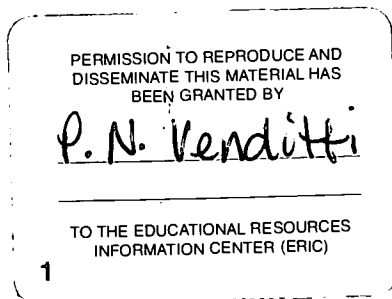 PERMISSION TO REPRODUCE AND
DISSEMINATE THIS MATERIAL HAS
BEEN GRANTED BY
P. N. Venditti
TO THE EDUCATIONAL RESOURCES
INFORMATION CENTER (ERIC)
1